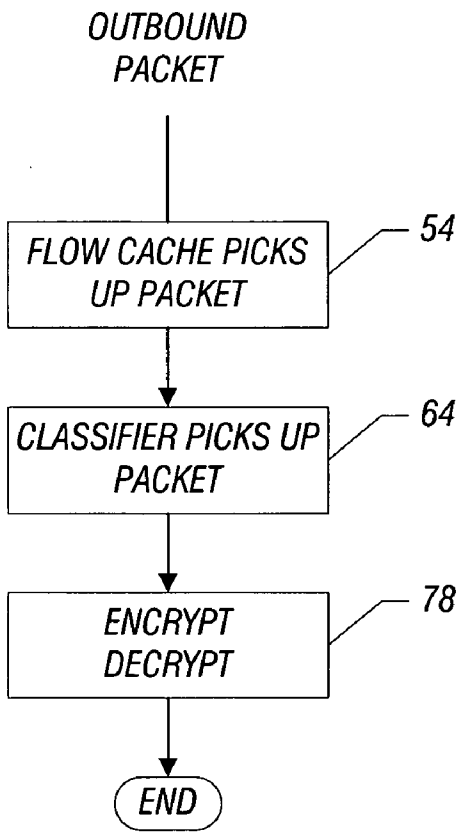 OUTBOUND
PACKET
FLOW CACHE PICKS
UP PACKET
54
CLASSIFIER PICKS UP
PACKET
64
ENCRYPT
DECRYPT
78
END